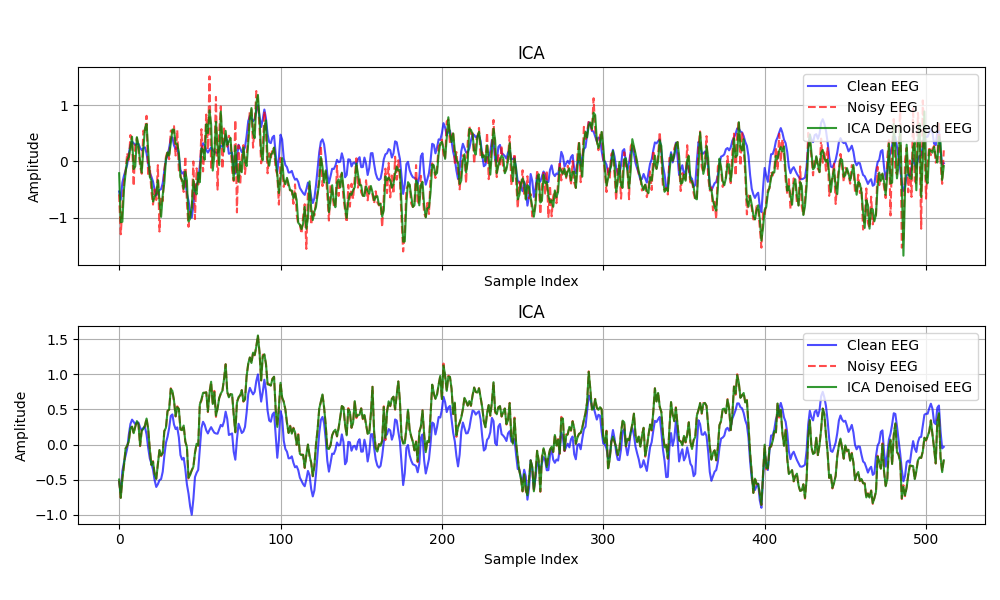 ICA
Amplitude
1
0
−1
Clean EEG
Noisy EEG
ICA Denoised EEG
Sample Index
ICA
Amplitude
1.5
1.0
0.5
0.0
−0.5
−1.0
Clean EEG
Noisy EEG
ICA Denoised EEG
0 100 200 300 400 500
Sample Index